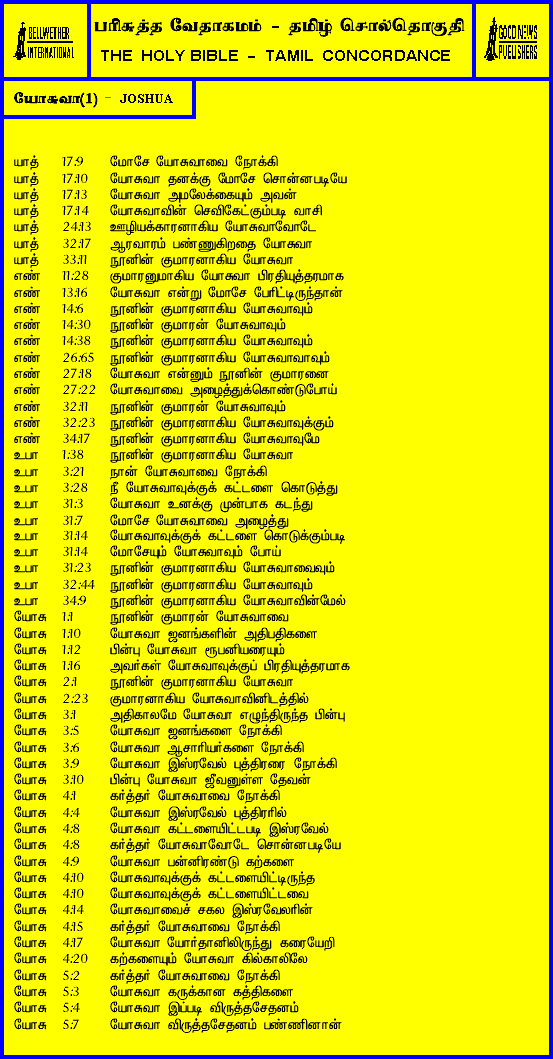 BELLWETHER
INTERNATIONAL
பரிசுத்த வேதாகமம் - தமிழ் சொல்தொகுதி
THE HOLY BIBLE - TAMIL CONCORDANCE
GOOD NEWS
PUBLISHERS
யோசுவா(1) - JOSHUA
யாத் 17:9 மோசே யோசுவாவை நோக்கி
யாத் 17:10 யோசுவா தனக்கு மோசே சொன்னபடியே
யாத் 17:13 யோசுவா அமலேக்கையும் அவன்
யாத் 17:14 யோசுவாவின் செவிகேட்கும்படி வாசி
யாத் 24:13 ஊழியக்காரனாகிய யோசுவாவோடே
யாத் 32:17 ஆரவாரம் பண்ணுகிறதை யோசுவா
யாத் 33:11 நூனின் குமாரனாகிய யோசுவா
எண் 11:28 குமாரனுமாகிய யோசுவா பிரதியுத்தரமாக
எண் 13:16 யோசுவா என்று மோசே பேரிட்டிருந்தான்
எண் 14:6 நூனின் குமாரனாகிய யோசுவாவும்
எண் 14:30 நூனின் குமாரன் யோசுவாவும்
எண் 14:38 நூனின் குமாரனாகிய யோசுவாவும்
எண் 26:65 நூனின் குமாரனாகிய யோசுவாவாவும்
எண் 27:18 யோசுவா என்னும் நூனின் குமாரனை
எண் 27:22 யோசுவாவை அழைத்துக்கொண்டுபோய்
எண் 32:11 நூனின் குமாரன் யோசுவாவும்
எண் 32:23 நூனின் குமாரனாகிய யோசுவாவுக்கும்
எண் 34:17 நூனின் குமாரனாகிய யோசுவாவுமே
உபா 1:38 நூனின் குமாரனாகிய யோசுவா
உபா 3:21 நான் யோசுவாவை நோக்கி
உபா 3:28 நீ யோசுவாவுக்குக் கட்டளை கொடுத்து
உபா 31:3 யோசுவா உனக்கு முன்பாக கடந்து
உபா 31:7 மோசே யோசுவாவை அழைத்து
உபா 31:14 யோசுவாவுக்குக் கட்டளை கொடுக்கும்படி
உபா 31:14 மோசேயும் யோசுவாவும் போய்
உபா 31:23 நூனின் குமாரனாகிய யோசுவாவைவும்
உபா 32:44 நூனின் குமாரனாகிய யோசுவாவும்
உபா 34:9 நூனின் குமாரனாகிய யோசுவாவின்மேல்
யோசு 1:1 நூனின் குமாரன் யோசுவாவை
யோசு 1:10 யோசுவா ஜனங்களின் அதிபதிகளை
யோசு 1:12 பின்பு யோசுவா ரூபனியரையும்
யோசு 1:16 அவர்கள் யோசுவாவுக்குப் பிரதியுத்தரமாக
யோசு 2:1 நூனின் குமாரனாகிய யோசுவா
யோசு 2:23 குமாரனாகிய யோசுவாவினிடத்தில்
யோசு 3:1 அதிகாலமே யோசுவா எழுந்திருந்த பின்பு
யோசு 3:5 யோசுவா ஜனங்களை நோக்கி
யோசு 3:6 யோசுவா ஆசாரியர்களை நோக்கி
யோசு 3:9 யோசுவா இஸ்ரவேல் புத்திரரை நோக்கி
யோசு 3:10 பின்பு யோசுவா ஜீவனுள்ள தேவன்
யோசு 4:1 கர்த்தர் யோசுவாவை நோக்கி
யோசு 4:4 யோசுவா இஸ்ரவேல் புத்திரரில்
யோசு 4:8 யோசுவா கட்டளையிட்டபடி இஸ்ரவேல்
யோசு 4:8 கர்த்தர் யோசுவாவோடே சொன்னபடியே
யோசு 4:9 யோசுவா பன்னிரண்டு கற்களை
யோசு 4:10 யோசுவாவுக்குக் கட்டளையிட்டிருந்த
யோசு 4:10 யோசுவாவுக்குக் கட்டளையிட்டவை
யோசு 4:14 யோசுவாவைச் சகல இஸ்ரவேலரின்
யோசு 4:15 கர்த்தர் யோசுவாவை நோக்கி
யோசு 4:17 யோசுவா யோர்தானிலிருந்து கரையேறி
யோசு 4:20 கற்களையும் யோசுவா கில்காலிலே
யோசு 5:2 கர்த்தர் யோசுவாவை நோக்கி
யோசு 5:3 யோசுவா கருக்கான கத்திகளை
யோசு 5:4 யோசுவா இப்படி விருத்தசேதனம்
யோசு 5:7 யோசுவா விருத்தசேதனம் பண்ணினான்